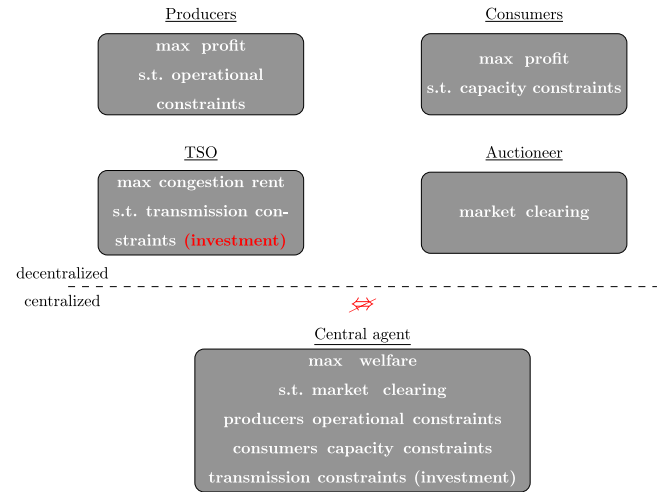 Producers
max profit
s.t. operational
constraints
Consumers
max profit
s.t. capacity constraints
TSO
max congestion rent
s.t. transmission con-
straints (investment)
Auctioneer
market clearing
decentralized
centralized
⇎
Central agent
max welfare
s.t. market clearing
producers operational constraints
consumers capacity constraints
transmission constraints (investment)